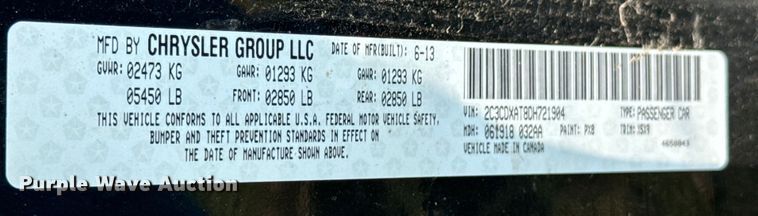 MFD BY CHRYSLER GROUP LLC DATE OF MFR(BUILT): 6-13
GVWR: 02473 KG GAWR: 01293 KG GAWR: 01293 KG
05450 LB FRONT: 02850 LB REAR: 02850 LB
THIS VEHICLE CONFORMS TO ALL APPLICABLE U.S.A. FEDERAL MOTOR VEHICLE SAFETY,
BUMPER AND THEFT PREVENTION STANDARDS IN EFFECT ON
THE DATE OF MANUFACTURE SHOWN ABOVE.
VIN: 2C3CDXAT8DH721904 TYPE: PASSENGER CAR
MDH: 061918 032AA PAINT: PX8 TRIM: X5X9
VEHICLE MADE IN CANADA 4658843
Purple Wave Auction